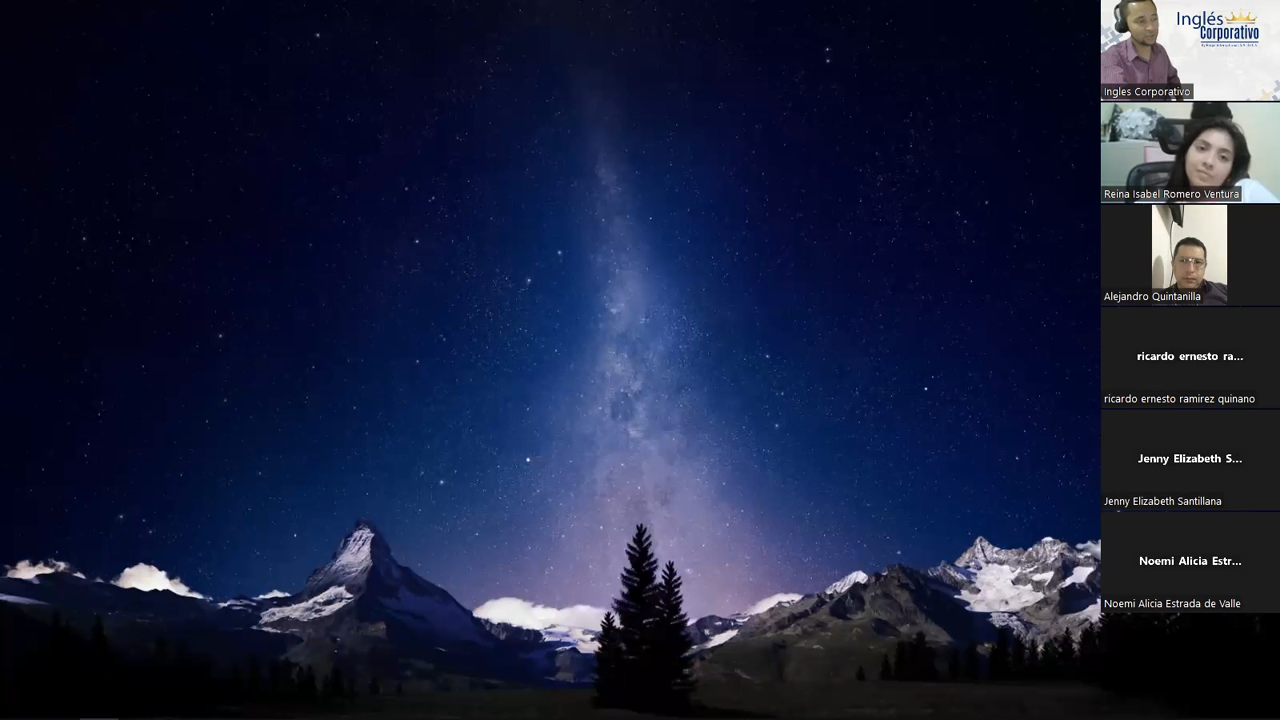 Inglés
Corporativo
Ingles Corporativo
Reina Isabel Romero Ventura
Alejandro Quintanilla
ricardo ernesto ra...
ricardo ernesto ramirez quinano
Jenny Elizabeth S...
Jenny Elizabeth Santillana
Noemi Alicia Estr...
Noemi Alicia Estrada de Valle